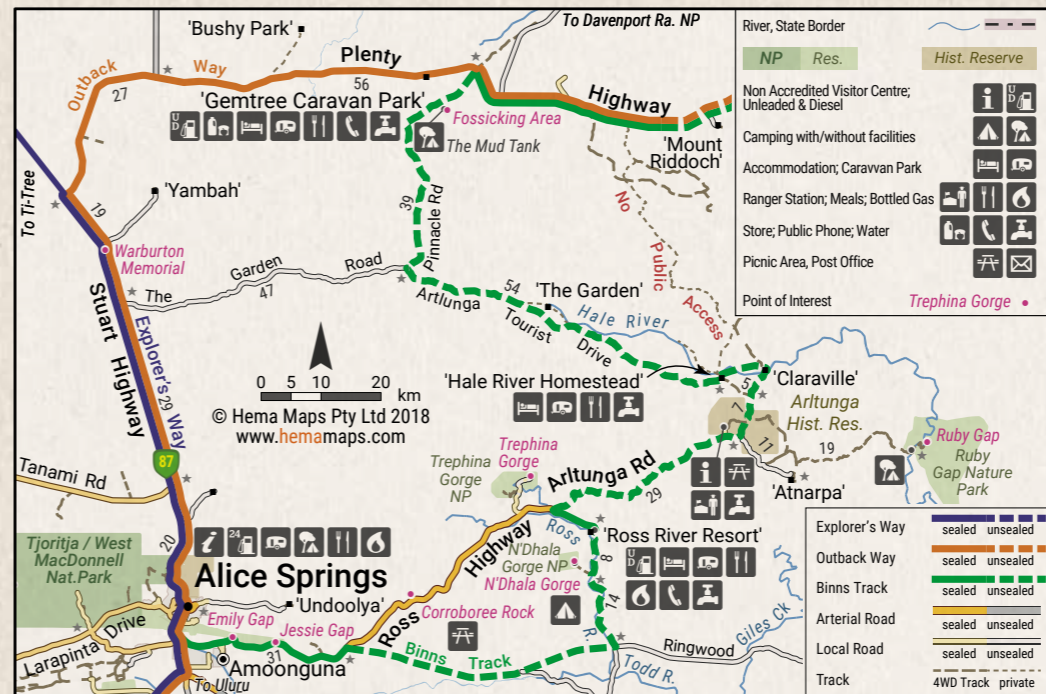 'Bushy Park'
To Davenport Ra. NP
Outback Way
Plenty Highway
27
56
'Gemtree Caravan Park'
U
D
Fossicking Area
The Mud Tank
'Mount
Riddoch'
To Ti-Tree
'Yambah'
19
39
Pinnacle Rd
Warburton
Memorial
No Public Access
The Garden Road
47
Artlunga Tourist Drive
54
'The Garden'
Hale River
Stuart Highway
Explorer's Way
29
87
0 5 10 20 km
© Hema Maps Pty Ltd 2018
www.hemamaps.com
'Hale River Homestead'
'Claraville'
5
7
Arltunga
Hist. Res.
11
19
Ruby Gap
Ruby
Gap Nature
Park
'Atnarpa'
i
Trephina
Gorge
Trephina
Gorge
NP
Arltunga Rd
29
Tanami Rd
20
Tjoritja / West
MacDonnell
Nat.Park
i
24
Alice Springs
'Undoolya'
Ross Highway
Ross R.
'Ross River Resort'
U
D
8
N'Dhala
Gorge NP
N'Dhala Gorge
14
Corroboree Rock
Emily Gap
Jessie Gap
Larapinta Drive
31
Amoonguna
To Uluru
Binns Track
Ringwood
Giles Ck
Todd R.
River, State Border
NP Res. Hist. Reserve
Non Accredited Visitor Centre;
Unleaded & Diesel
i
U
D
Camping with/without facilities
Accommodation; Caravan Park
Ranger Station; Meals; Bottled Gas
Store; Public Phone; Water
Picnic Area, Post Office
Point of Interest Trephina Gorge
Explorer's Way sealed unsealed
Outback Way sealed unsealed
Binns Track sealed unsealed
Arterial Road sealed unsealed
Local Road sealed unsealed
Track 4WD Track private